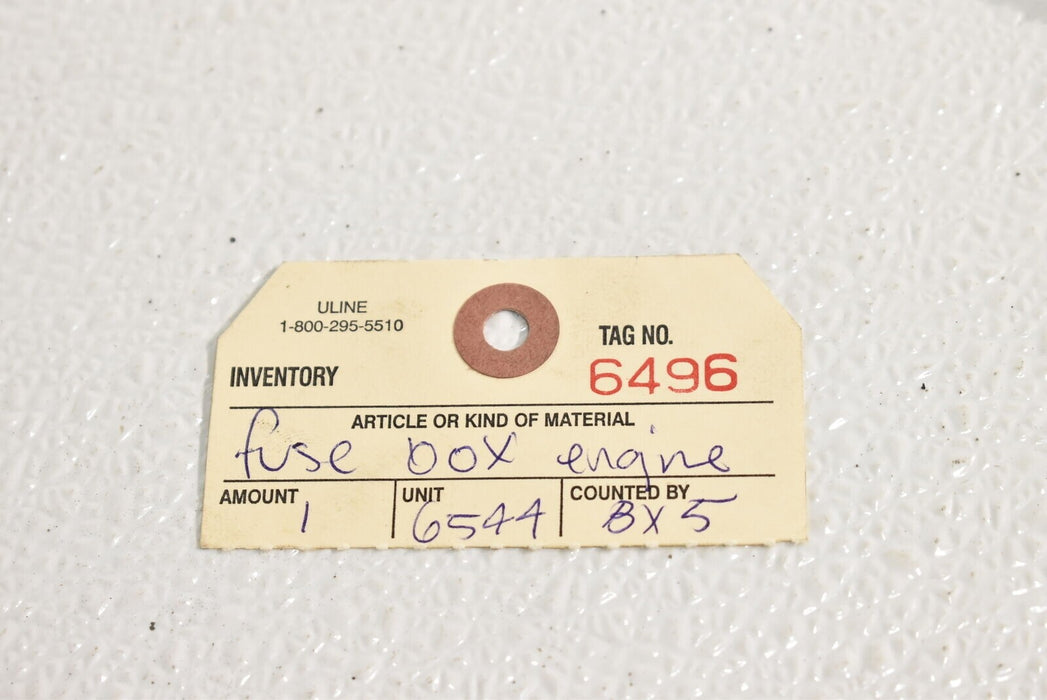 ULINE
1-800-295-5510
TAG NO.
6496
INVENTORY
ARTICLE OR KIND OF MATERIAL
fuse box engine
AMOUNT UNIT COUNTED BY
1 6544 BX5